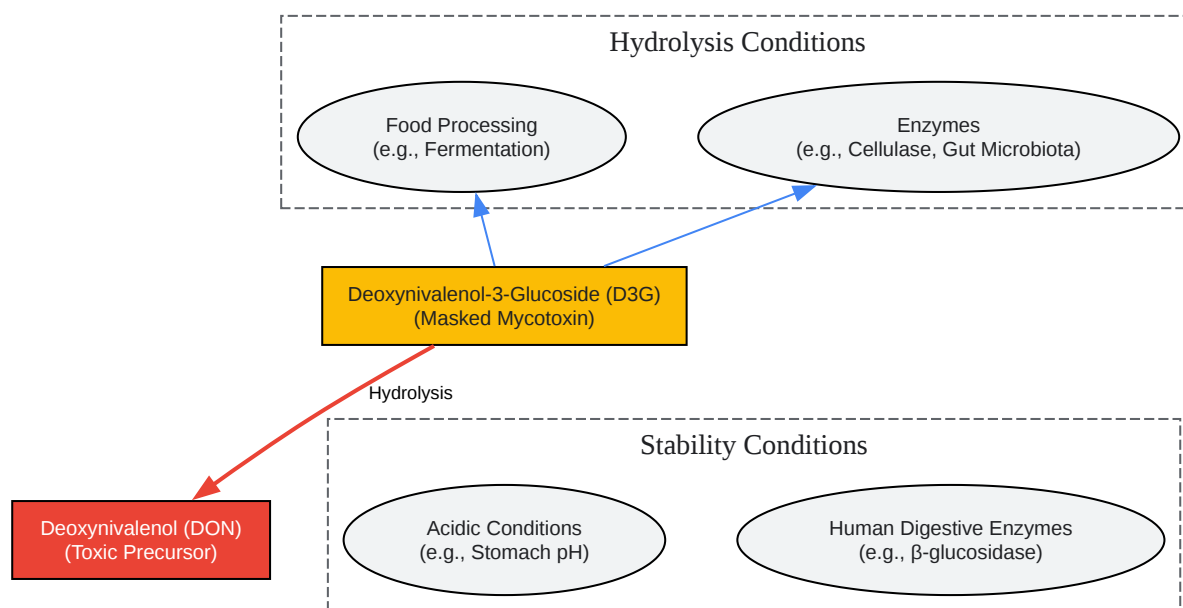 Hydrolysis Conditions
Food Processing
(e.g., Fermentation)
Enzymes
(e.g., Cellulase, Gut Microbiota)
Deoxynivalenol-3-Glucoside (D3G)
(Masked Mycotoxin)
Hydrolysis
Stability Conditions
Deoxynivalenol (DON)
(Toxic Precursor)
Acidic Conditions
(e.g., Stomach pH)
Human Digestive Enzymes
(e.g., β-glucosidase)